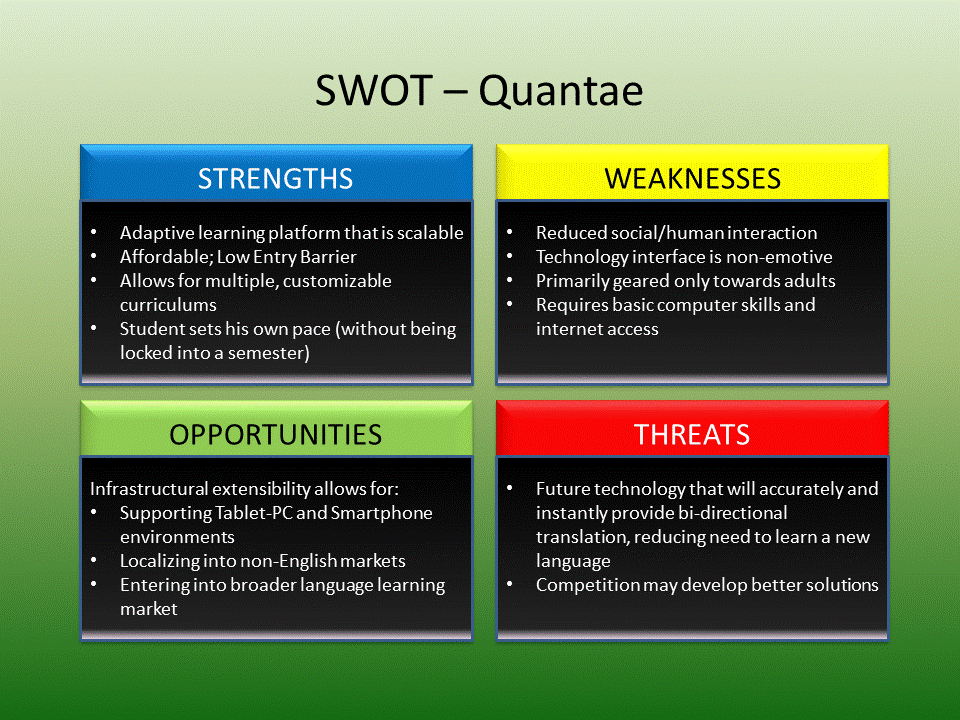 SWOT – Quantae
STRENGTHS
• Adaptive learning platform that is scalable
• Affordable; Low Entry Barrier
• Allows for multiple, customizable
curriculums
• Student sets his own pace (without being
locked into a semester)
WEAKNESSES
• Reduced social/human interaction
• Technology interface is non-emotive
• Primarily geared only towards adults
• Requires basic computer skills and
internet access
OPPORTUNITIES
Infrastructural extensibility allows for:
• Supporting Tablet-PC and Smartphone
environments
• Localizing into non-English markets
• Entering into broader language learning
market
THREATS
• Future technology that will accurately and
instantly provide bi-directional
translation, reducing need to learn a new
language
• Competition may develop better solutions